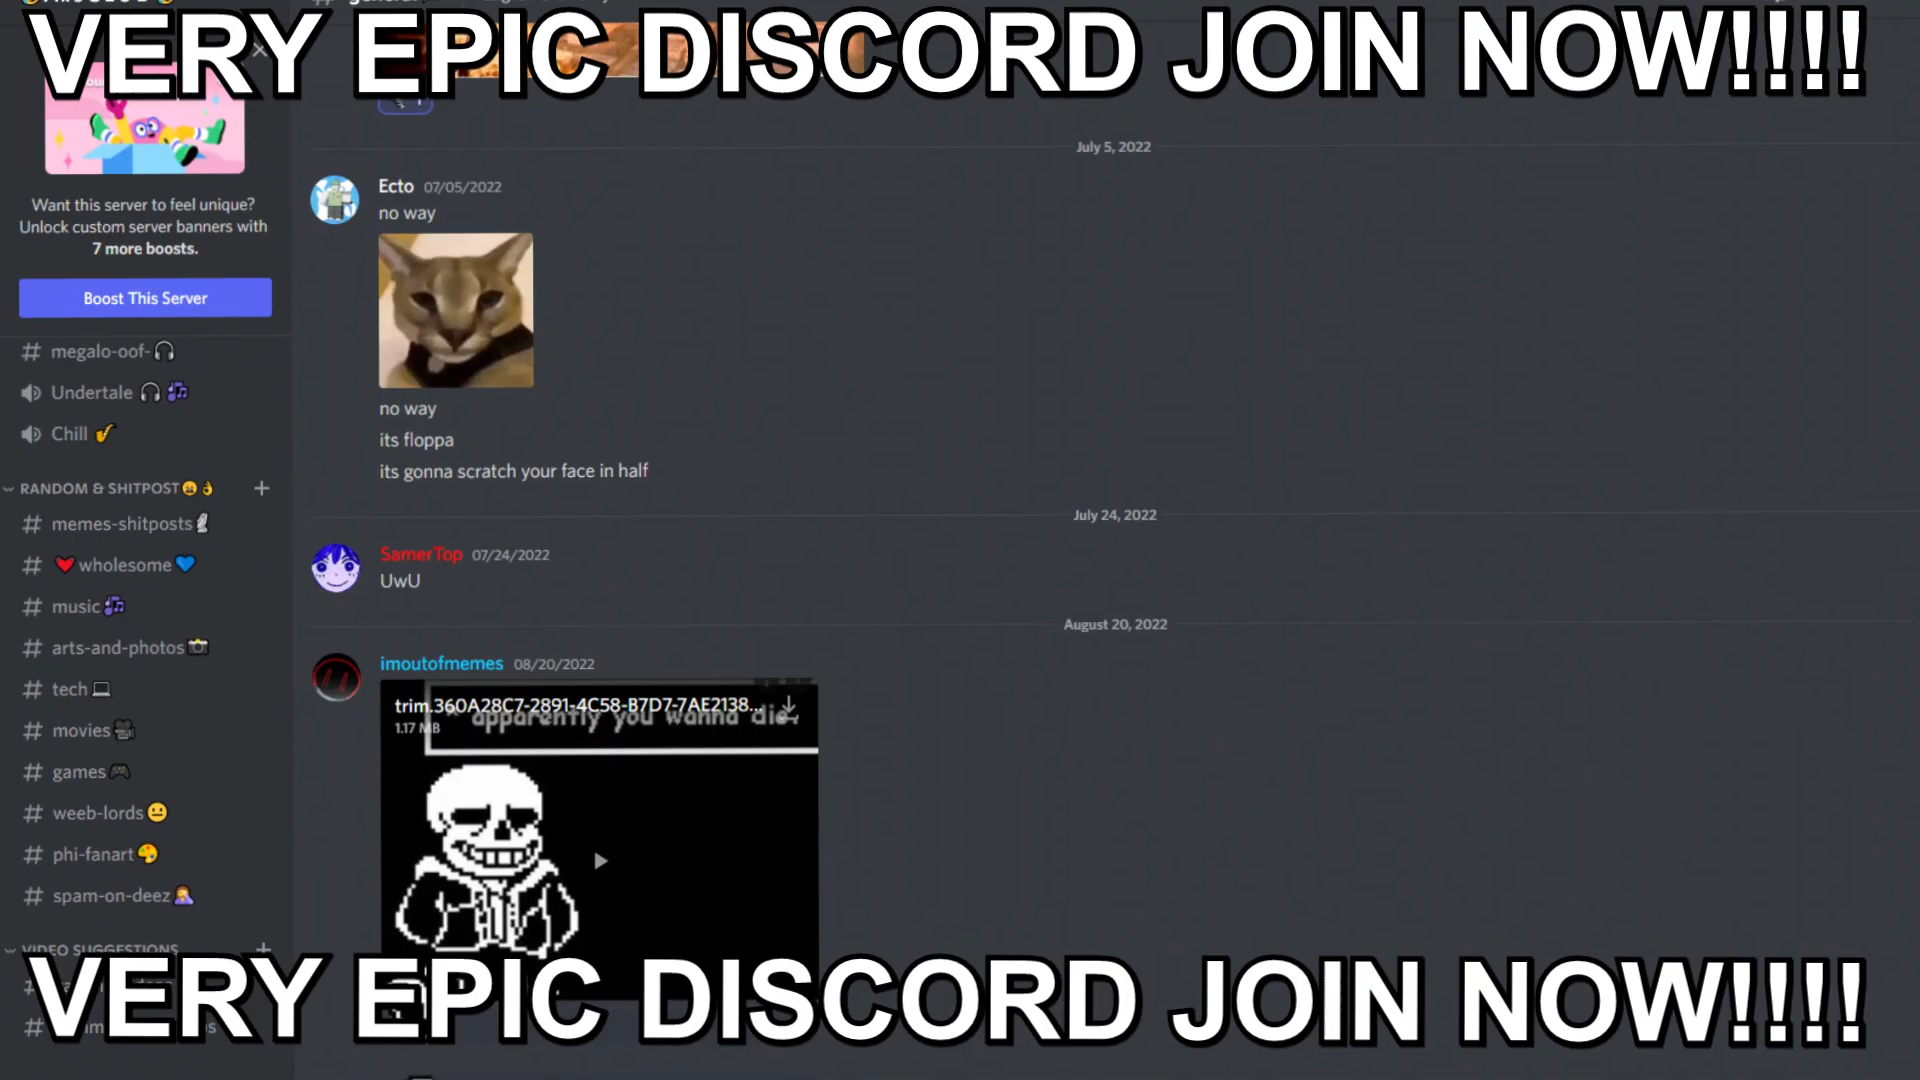 VERY EPIC DISCORD JOIN NOW!!!!
July 5, 2022
Ecto 07/05/2022
no way
Want this server to feel unique?
Unlock custom server banners with
7 more boosts.
Boost This Server
megalo-oof-🎧
Undertale 🎧🎶
Chill 🎷
no way
its floppa
its gonna scratch your face in half
RANDOM & SHITPOST
memes-shitposts
❤️wholesome💙
music🎶
arts-and-photos📷
tech💻
movies🎥
games🎮
weeb-lords😐
phi-fanart🎨
spam-on-deez
July 24, 2022
SamerTop 07/24/2022
UwU
August 20, 2022
imoutofmemes 08/20/2022
trim.360A28C7-2891-4C58-B7D7-7AE2138...
1.17 MB
* apparently you wanna die.
VIDEO SUGGESTIONS
VERY EPIC DISCORD JOIN NOW!!!!